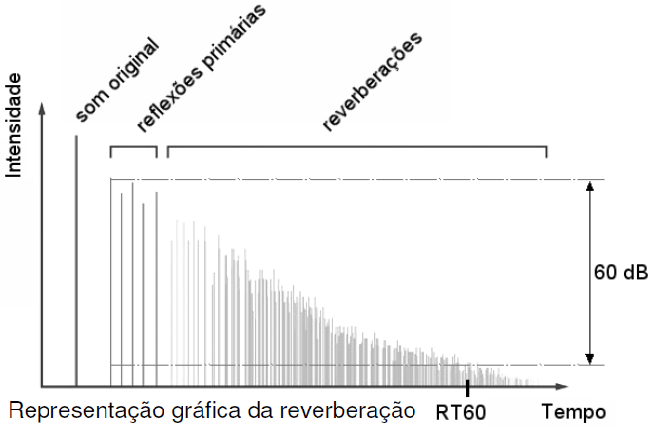 som original
reflexões primárias
reverberações
Intensidade
60 dB
Representação gráfica da reverberação
RT60
Tempo